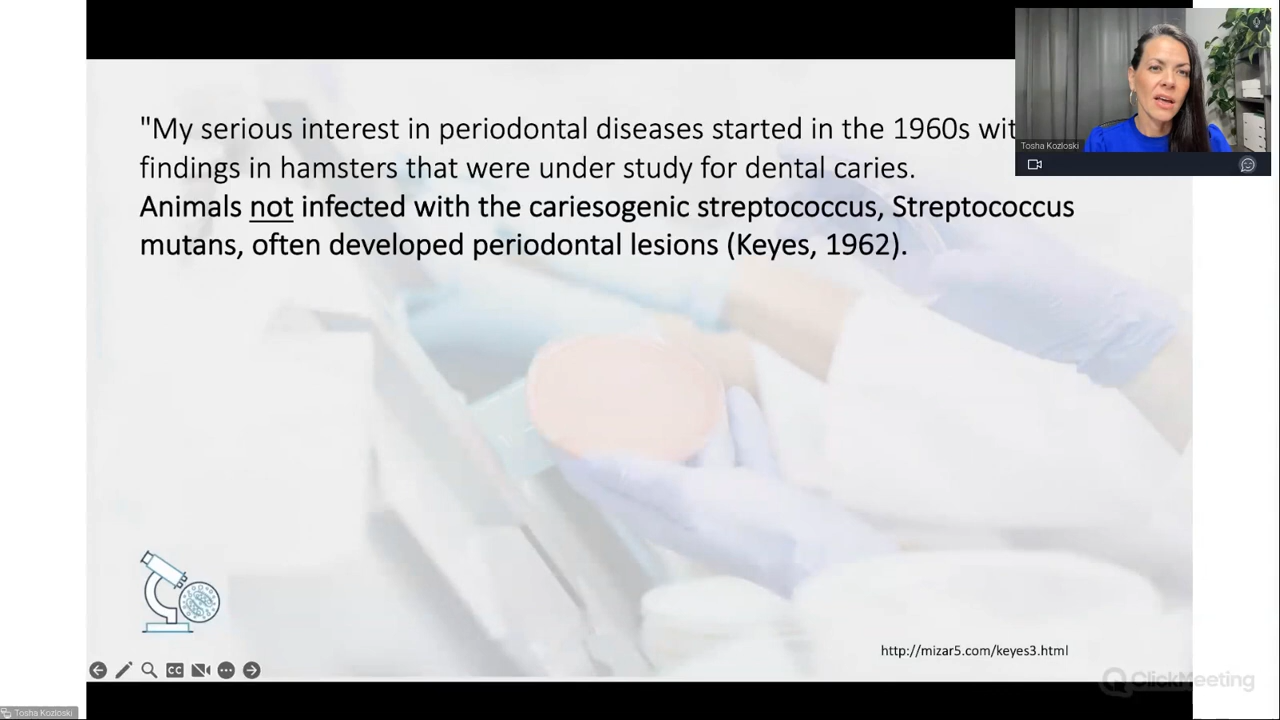 "My serious interest in periodontal diseases started in the 1960s
findings in hamsters that were under study for dental caries.
Animals not infected with the cariesogenic streptococcus, Streptococcus
mutans, often developed periodontal lesions (Keyes, 1962).
Tosha Kozloski
http://mizar5.com/keyes3.html
CC
ClickMeeting
Tosha Kozloski